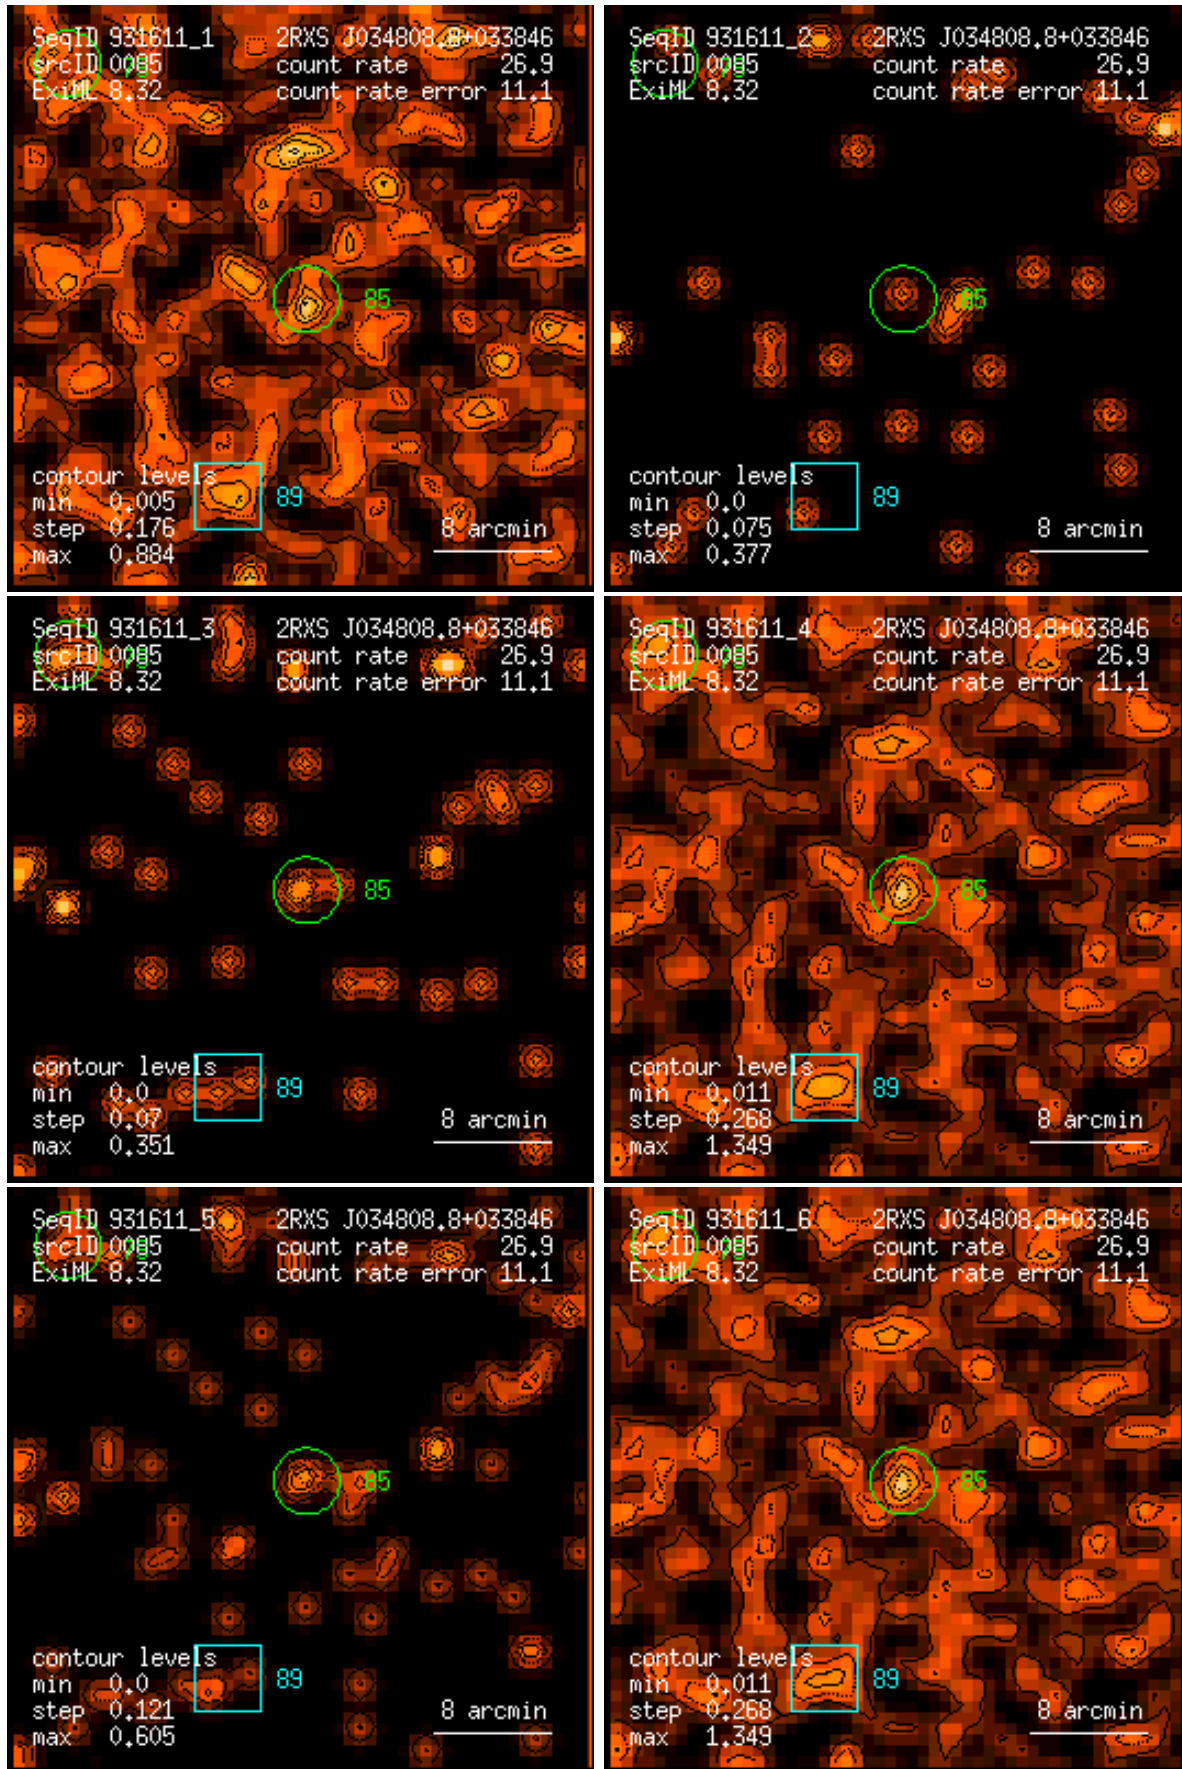 SeqID 931611_1 2RXS J034808.8+033846
srcID 0085 count rate 26.9
ExiML 8.32 count rate error 11.1
85
contour levels
min 0.005 89
step 0.176 8 arcmin
max 0.884
SeqID 931611_2 2RXS J034808.8+033846
srcID 0085 count rate 26.9
ExiML 8.32 count rate error 11.1
85
contour levels
min 0.0 89
step 0.075 8 arcmin
max 0.377
SeqID 931611_3 2RXS J034808.8+033846
srcID 0085 count rate 26.9
ExiML 8.32 count rate error 11.1
85
contour levels
min 0.0 89
step 0.07 8 arcmin
max 0.351
SeqID 931611_4 2RXS J034808.8+033846
srcID 0085 count rate 26.9
ExiML 8.32 count rate error 11.1
85
contour levels
min 0.011 89
step 0.268 8 arcmin
max 1.349
SeqID 931611_5 2RXS J034808.8+033846
srcID 0085 count rate 26.9
ExiML 8.32 count rate error 11.1
85
contour levels
min 0.0 89
step 0.121 8 arcmin
max 0.605
SeqID 931611_6 2RXS J034808.8+033846
srcID 0085 count rate 26.9
ExiML 8.32 count rate error 11.1
85
contour levels
min 0.011 89
step 0.268 8 arcmin
max 1.349